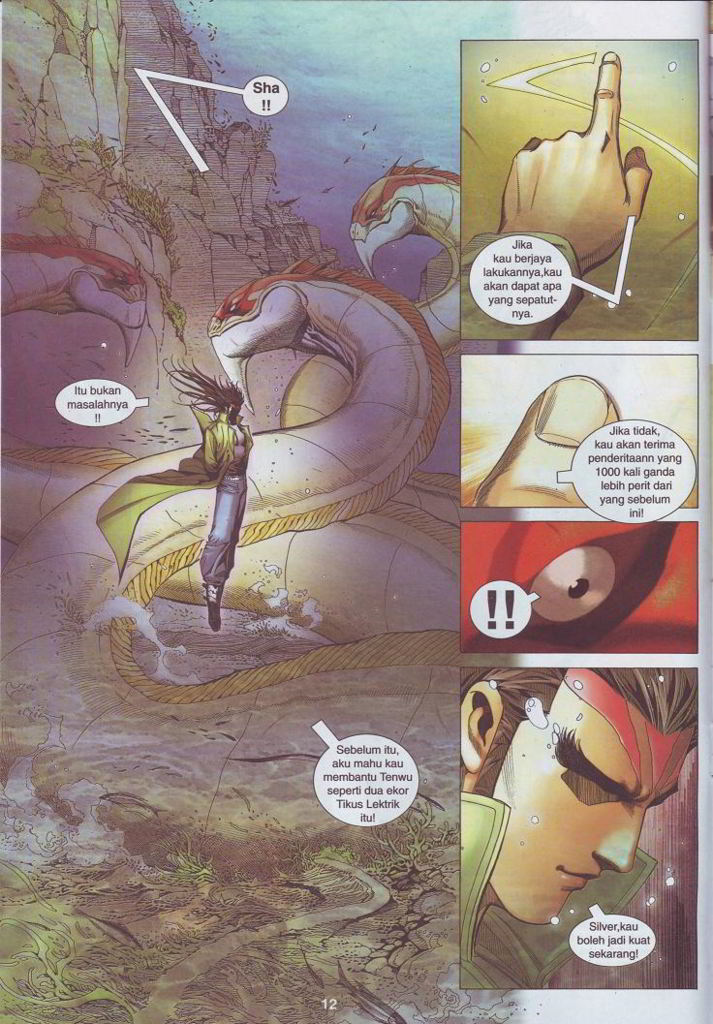 Sha
!!
Itu bukan
masalahnya
!!
Sebelum itu,
aku mahu kau
membantu Tenwu
seperti dua ekor
Tikus Lektrik
itu!
Jika
kau berjaya
lakukannya,kau
akan dapat apa
yang sepatut-
nya.
Jika tidak,
kau akan terima
penderitaann yang
1000 kali ganda
lebih perit dari
yang sebelum
ini!
!!
Silver,kau
boleh jadi kuat
sekarang!
12